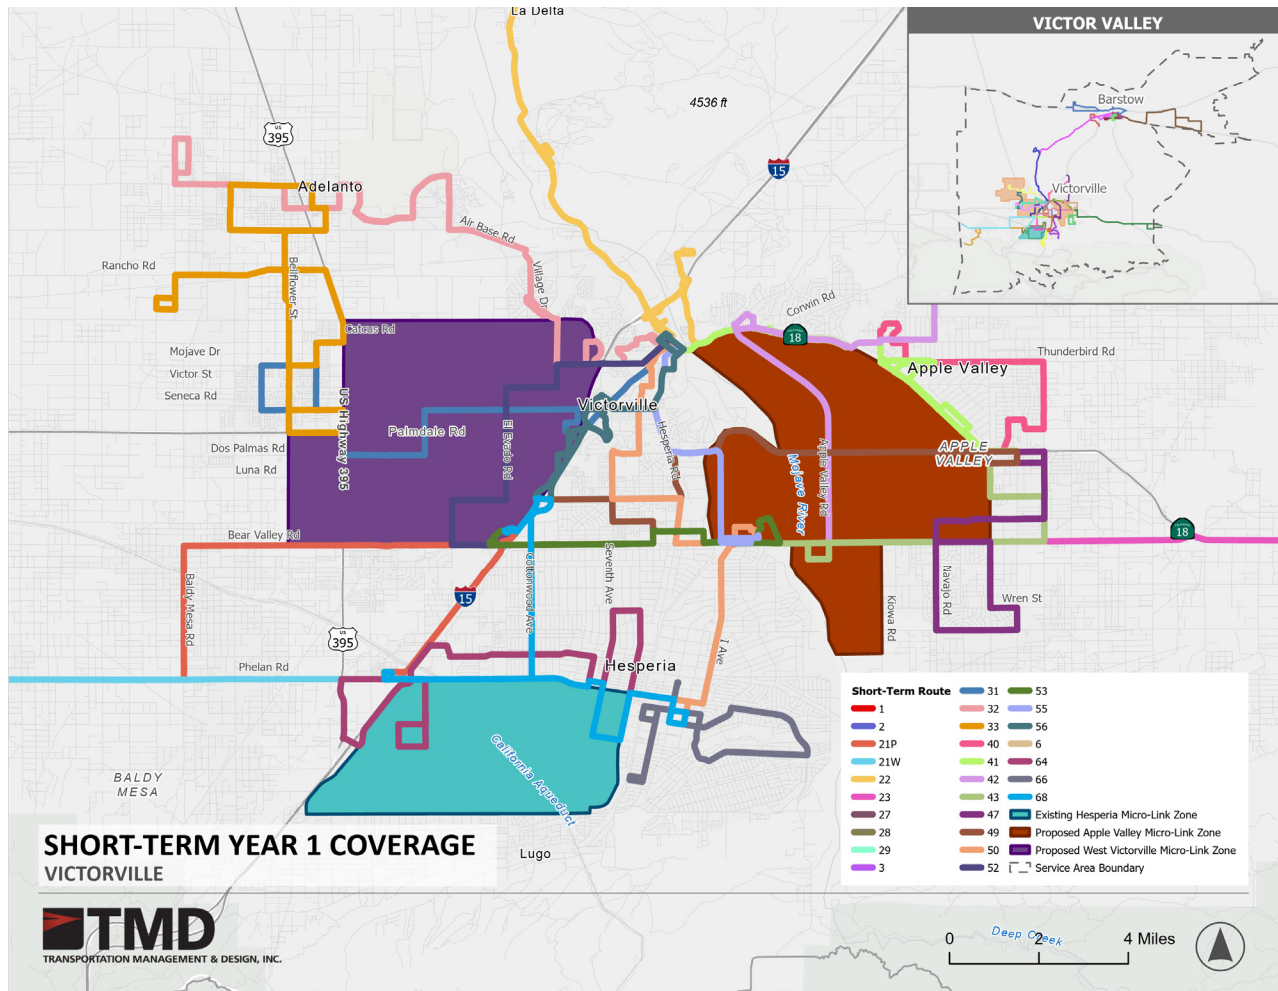 La Delta
VICTOR VALLEY
4536 ft
US
395
15
Barstow
Victorville
Adelanto
Air Base Rd
Rancho Rd
Bellflower St
Village Dr
Corwin Rd
18
Catcus Rd
Mojave Dr
Victor St
Seneca Rd
Thunderbird Rd
Apple Valley
Victorville
US Highway 395
Palmdale Rd
El Evado Rd
Hesperia Rd
Dos Palmas Rd
Luna Rd
Mojave River
Apple Valley Rd
APPLE
VALLEY
Bear Valley Rd
18
Baldy Mesa Rd
15
Cottonwood Ave
Seventh Ave
I Ave
Kiowa Rd
Navajo Rd
Wren St
US
395
Phelan Rd
Hesperia
California Aqueduct
BALDY
MESA
Lugo
Short-Term Route
1
2
21P
21W
22
23
27
28
29
3
31
32
33
40
41
42
43
47
49
50
52
53
55
56
6
64
66
68
Existing Hesperia Micro-Link Zone
Proposed Apple Valley Micro-Link Zone
Proposed West Victorville Micro-Link Zone
Service Area Boundary
SHORT-TERM YEAR 1 COVERAGE
VICTORVILLE
TMD
TRANSPORTATION MANAGEMENT & DESIGN, INC.
Deep Creek
0 2 4 Miles